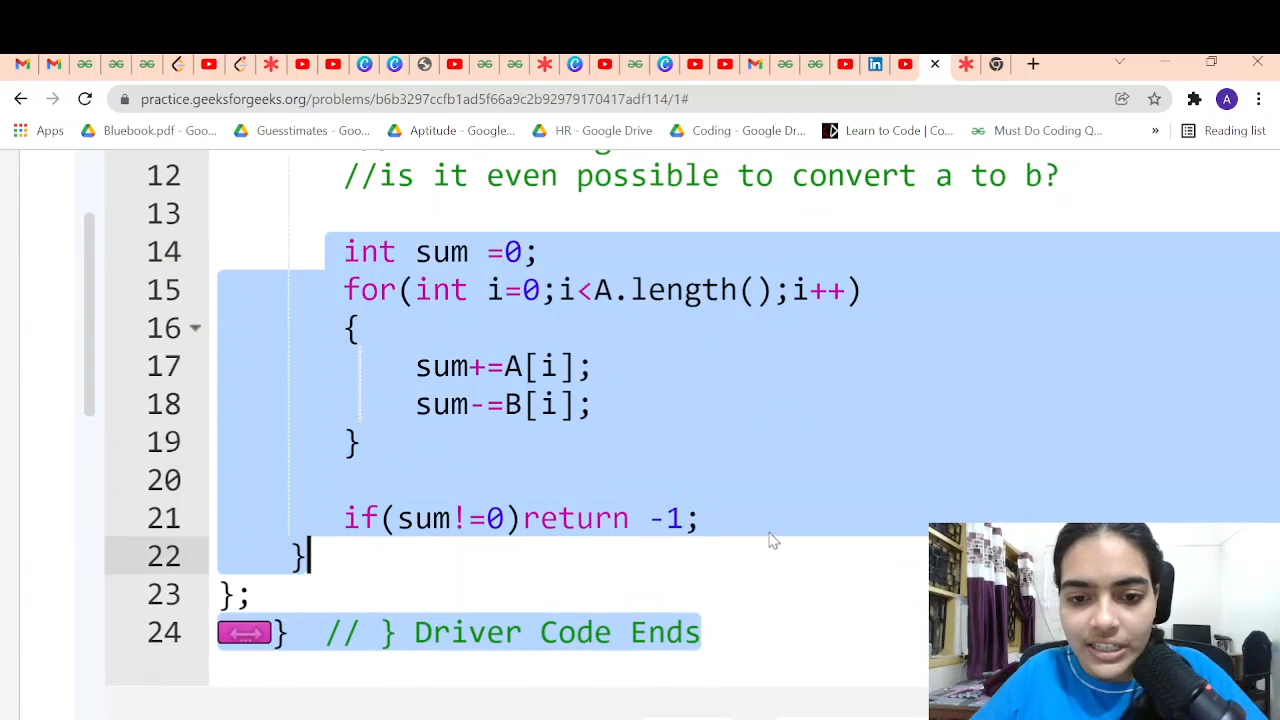 practice.geeksforgeeks.org/problems/b6b3297ccfb1ad5f66a9c2b92979170417adf114/1#
A
Apps Bluebook.pdf - Goo... Guesstimates - Goo... Aptitude - Google... HR - Google Drive Coding - Google Dr... Learn to Code | Co... Must Do Coding Q... » Reading list
12 //is it even possible to convert a to b?
13
14 int sum =0;
15 for(int i=0;i<A.length();i++)
16 {
17 sum+=A[i];
18 sum-=B[i];
19 }
20
21 if(sum!=0)return -1;
22 }
23 };
24 } // } Driver Code Ends